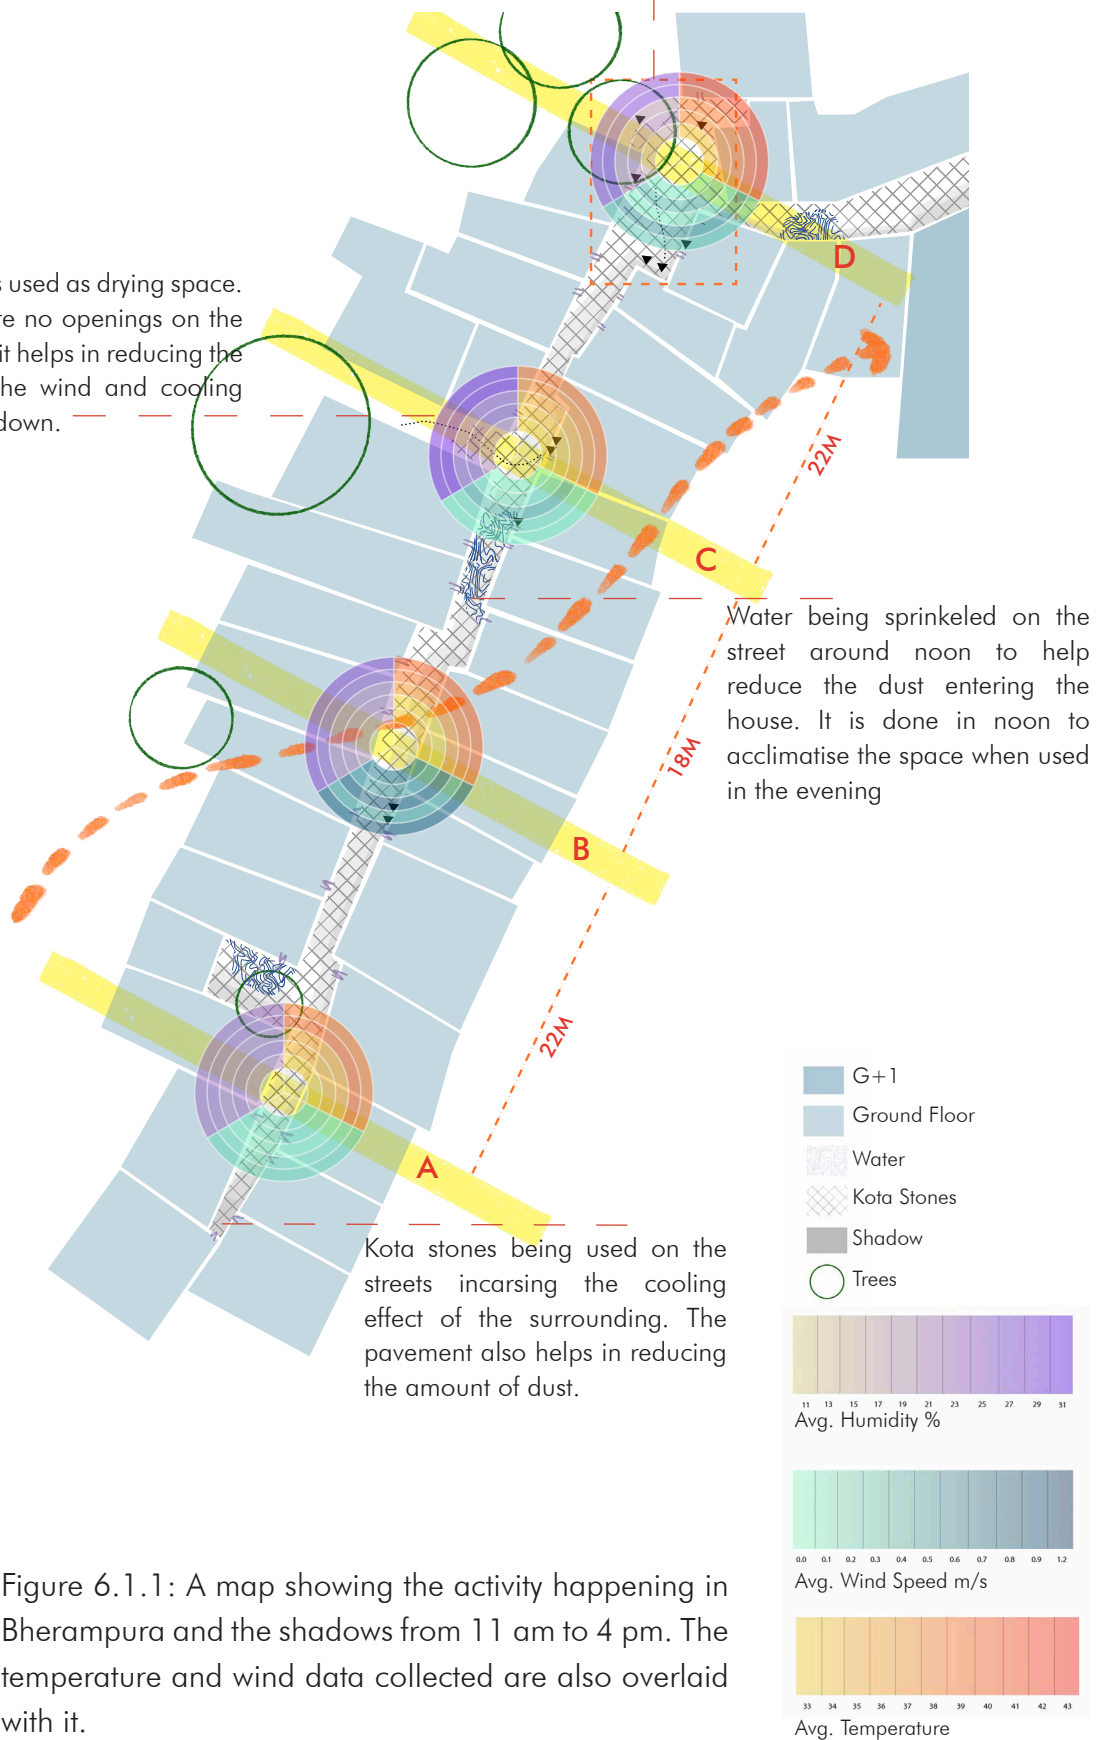 s used as drying space.
re no openings on the
it helps in reducing the
he wind and cooling
down.
D
22M
C
Water being sprinkeled on the
street around noon to help
reduce the dust entering the
house. It is done in noon to
acclimatise the space when used
in the evening
18M
B
22M
A
Kota stones being used on the
streets incarsing the cooling
effect of the surrounding. The
pavement also helps in reducing
the amount of dust.
G+1
Ground Floor
Water
Kota Stones
Shadow
Trees
11 13 15 17 19 21 23 25 27 29 31
Avg. Humidity %
0.0 0.1 0.2 0.3 0.4 0.5 0.6 0.7 0.8 0.9 1.2
Avg. Wind Speed m/s
33 34 35 36 37 38 39 40 41 42 43
Avg. Temperature
Figure 6.1.1: A map showing the activity happening in
Bherampura and the shadows from 11 am to 4 pm. The
temperature and wind data collected are also overlaid
with it.